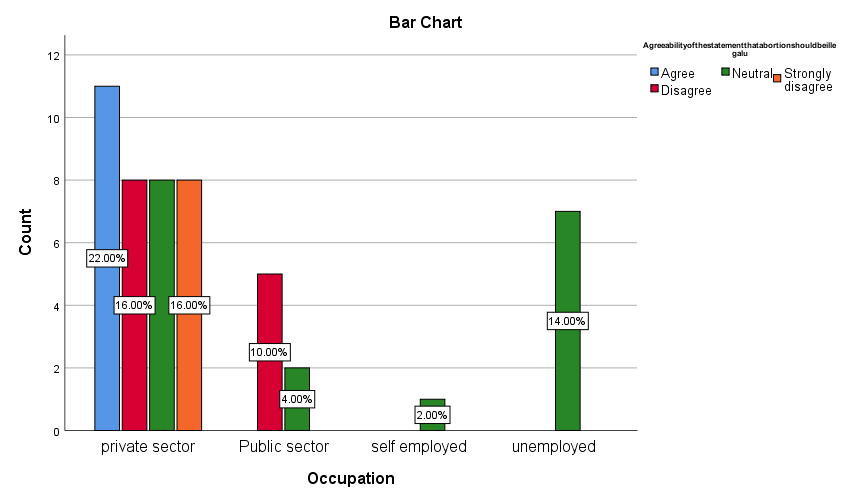 Bar Chart
Agreeabilityofthestatementthatabortionshouldbeille
galu
Agree
Neutral
Strongly
disagree
Disagree
Count
12
10
8
6
4
2
0
22.00%
16.00%
16.00%
10.00%
4.00%
2.00%
14.00%
private sector
Public sector
self employed
unemployed
Occupation